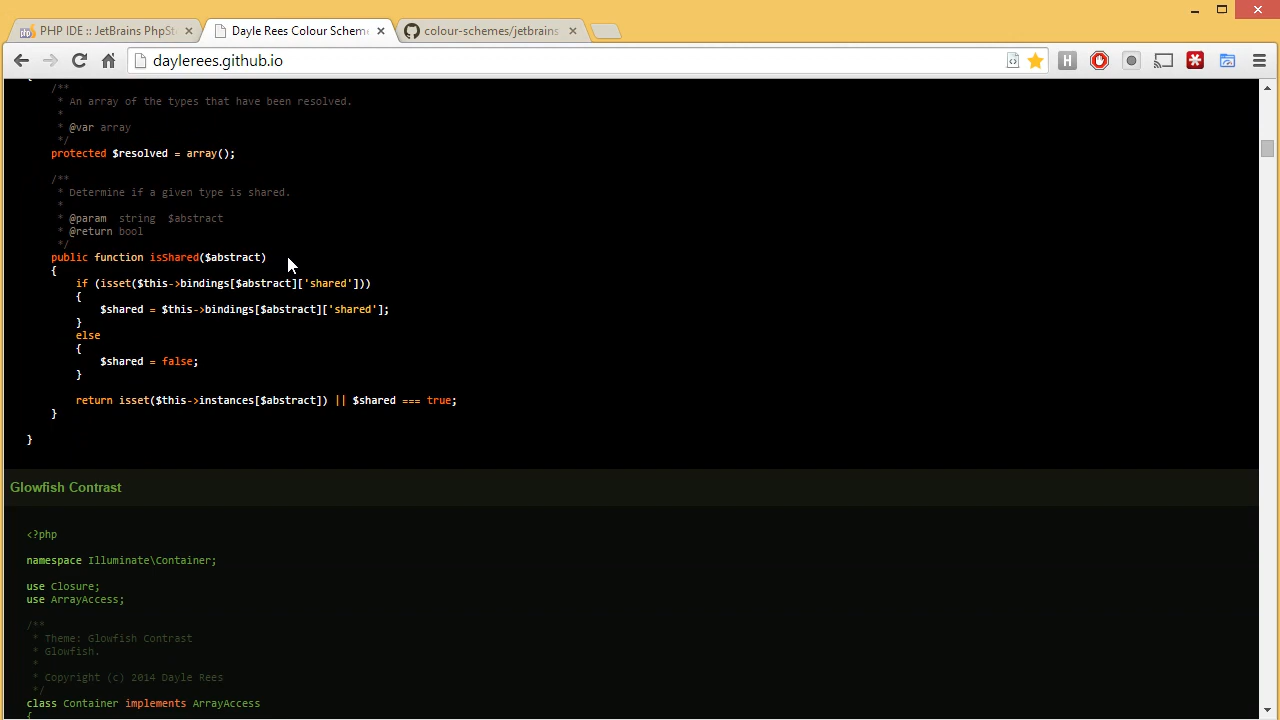 PHP IDE :: JetBrains PhpSt
Dayle Rees Colour Schem
colour-schemes/jetbrains
daylerees.github.io
{
/**
* An array of the types that have been resolved.
*
* @var array
*/
protected $resolved = array();
/**
* Determine if a given type is shared.
*
* @param string $abstract
* @return bool
*/
public function isShared($abstract)
{
if (isset($this->bindings[$abstract]['shared']))
{
$shared = $this->bindings[$abstract]['shared'];
}
else
{
$shared = false;
}
return isset($this->instances[$abstract]) || $shared === true;
}
}
Glowfish Contrast
<?php
namespace Illuminate\Container;
use Closure;
use ArrayAccess;
/**
* Theme: Glowfish Contrast
* Glowfish.
*
* Copyright (c) 2014 Dayle Rees
*/
class Container implements ArrayAccess
{